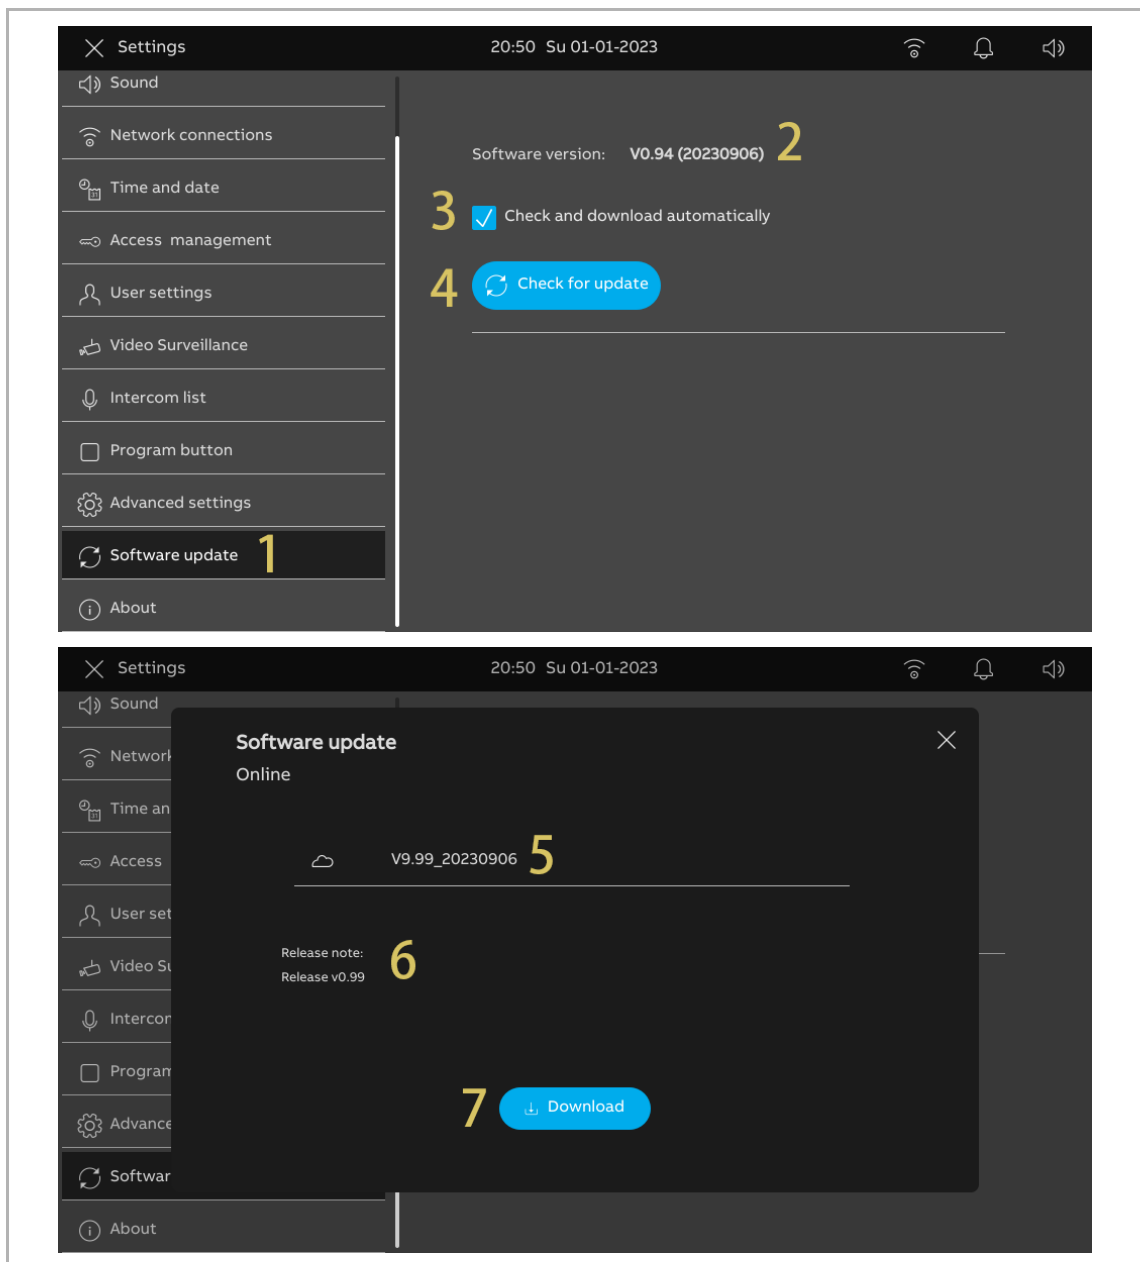 Settings
20:50 Su 01-01-2023
Sound
Network connections
Time and date
Access management
User settings
Video Surveillance
Intercom list
Program button
Advanced settings
Software update 1
About
Software version: V0.94 (20230906) 2
3 Check and download automatically
4 Check for update
Settings
20:50 Su 01-01-2023
Sound
Network
Time an
Access
User set
Video Su
Intercor
Program
Advance
Softwar
About
Software update
Online
V9.99_20230906 5
Release note: 6
Release v0.99
7 Download